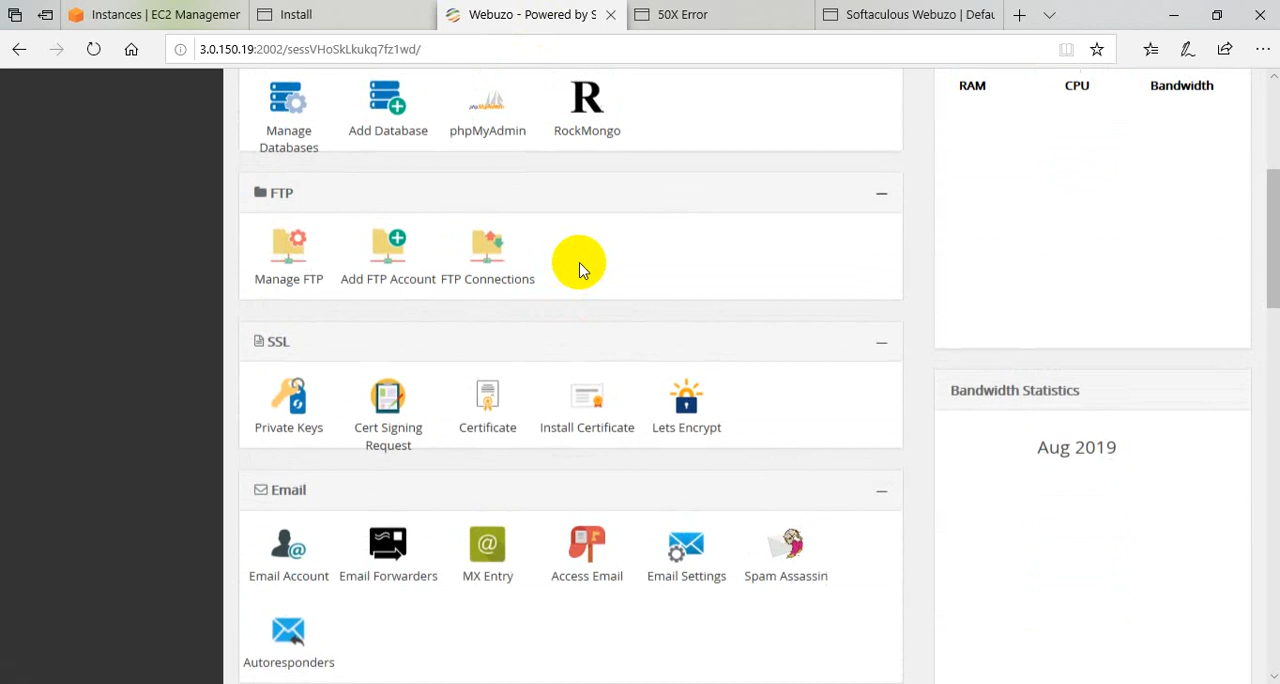 Instances | EC2 Managemer
Install
Webuzo - Powered by S
50X Error
Softaculous Webuzo | Defau
3.0.150.19:2002/sessVHoSkLkukq7fz1wd/
RAM
CPU
Bandwidth
Manage Databases
Add Database
phpMyAdmin
RockMongo
FTP
Manage FTP
Add FTP Account
FTP Connections
SSL
Private Keys
Cert Signing Request
Certificate
Install Certificate
Lets Encrypt
Bandwidth Statistics
Aug 2019
Email
Email Account
Email Forwarders
MX Entry
Access Email
Email Settings
Spam Assassin
Autoresponders